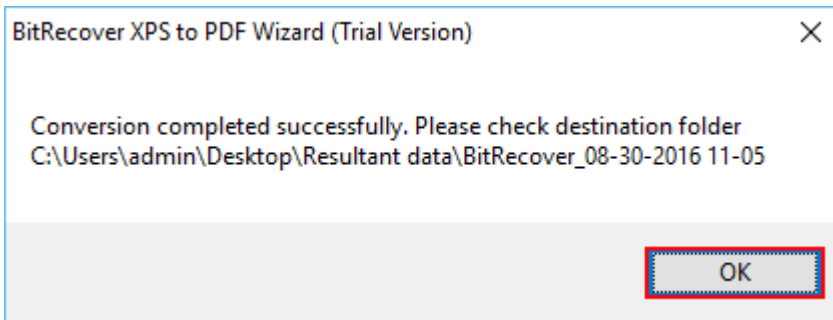 BitRecover XPS to PDF Wizard (Trial Version)
Conversion completed successfully. Please check destination folder
C:\Users\admin\Desktop\Resultant data\BitRecover_08-30-2016 11-05
OK